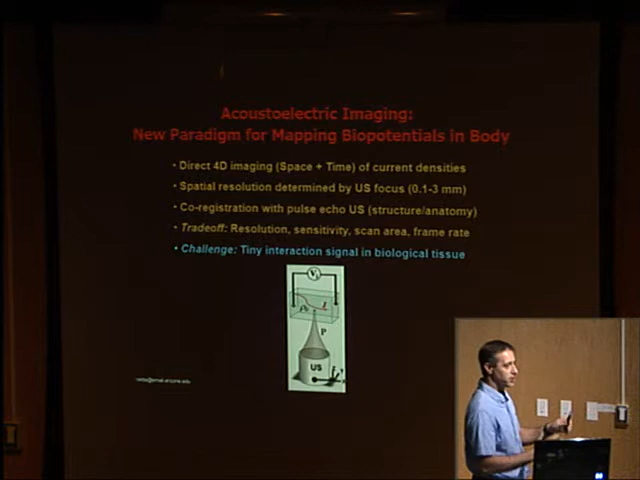 Acoustoelectric Imaging:
New Paradigm for Mapping Biopotentials in Body
• Direct 4D imaging (Space + Time) of current densities
• Spatial resolution determined by US focus (0.1-3 mm)
• Co-registration with pulse echo US (structure/anatomy)
• Tradeoff: Resolution, sensitivity, scan area, frame rate
• Challenge: Tiny interaction signal in biological tissue
P
US